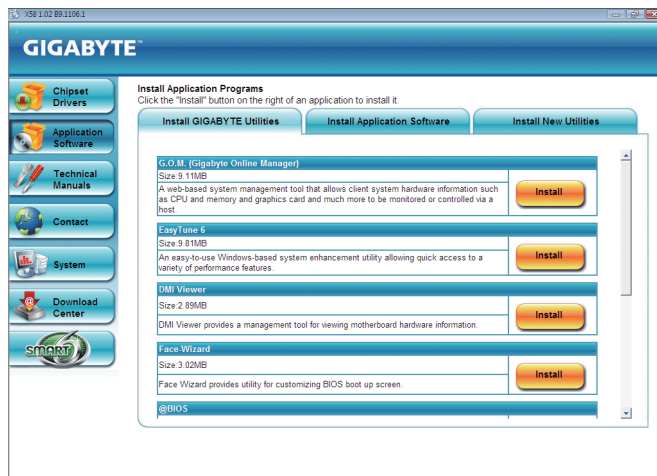 X58 1.02 B9.1106.1
GIGABYTE™
Chipset
Drivers
Application
Software
Technical
Manuals
Contact
System
Download
Center
SMART
Install Application Programs
Click the "Install" button on the right of an application to install it.
Install GIGABYTE Utilities
Install Application Software
Install New Utilities
G.O.M. (Gigabyte Online Manager)
Size:9.11MB
A web-based system management tool that allows client system hardware information such
as CPU and memory and graphics card and much more to be monitored or controlled via a
host.
Install
EasyTune 6
Size:9.81MB
An easy-to-use Windows-based system enhancement utility allowing quick access to a
variety of performance features.
Install
DMI Viewer
Size:2.89MB
DMI Viewer provides a management tool for viewing motherboard hardware information.
Install
Face-Wizard
Size:3.02MB
Face Wizard provides utility for customizing BIOS boot up screen.
Install
@BIOS